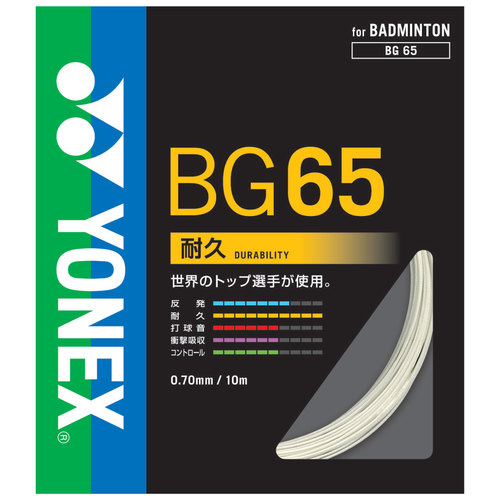 for BADMINTON
BG 65
YONEX®
BG65
耐久 DURABILITY
世界のトップ選手が使用。
反発
耐久
打球音
衝撃吸収
コントロール
0.70mm / 10m